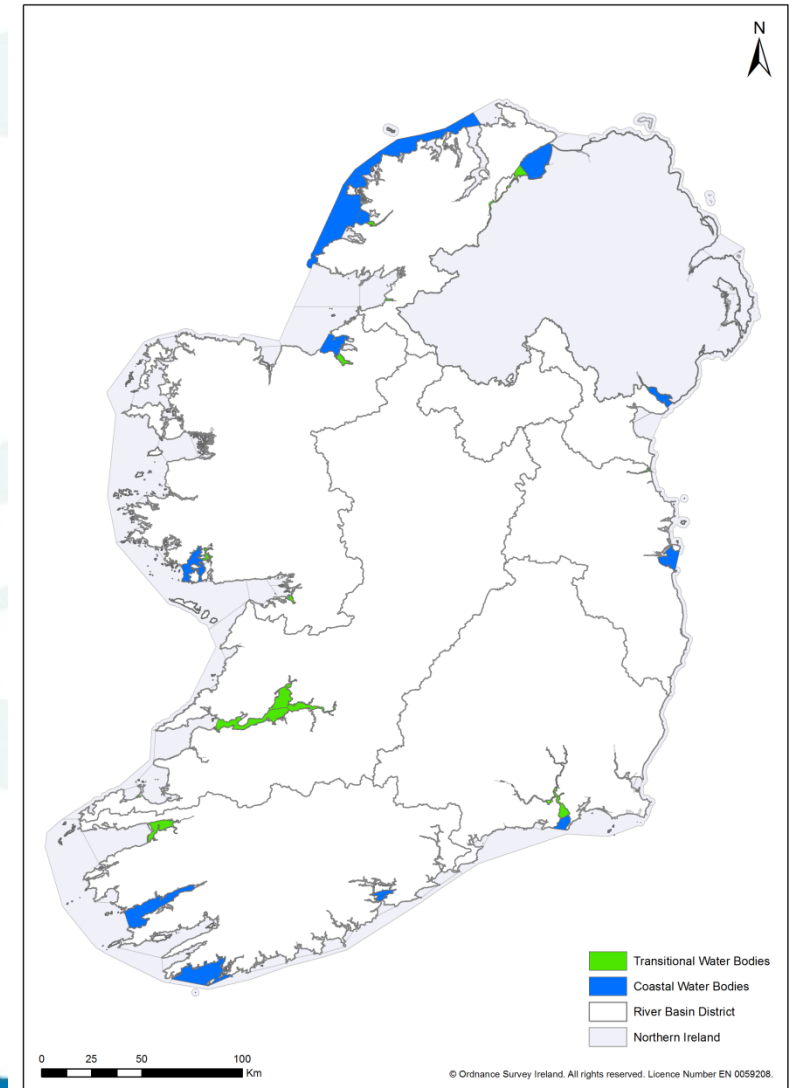 N
Transitional Water Bodies
Coastal Water Bodies
River Basin District
Northern Ireland
0 25 50 100
Km
© Ordnance Survey Ireland. All rights reserved. Licence Number EN 0059208.